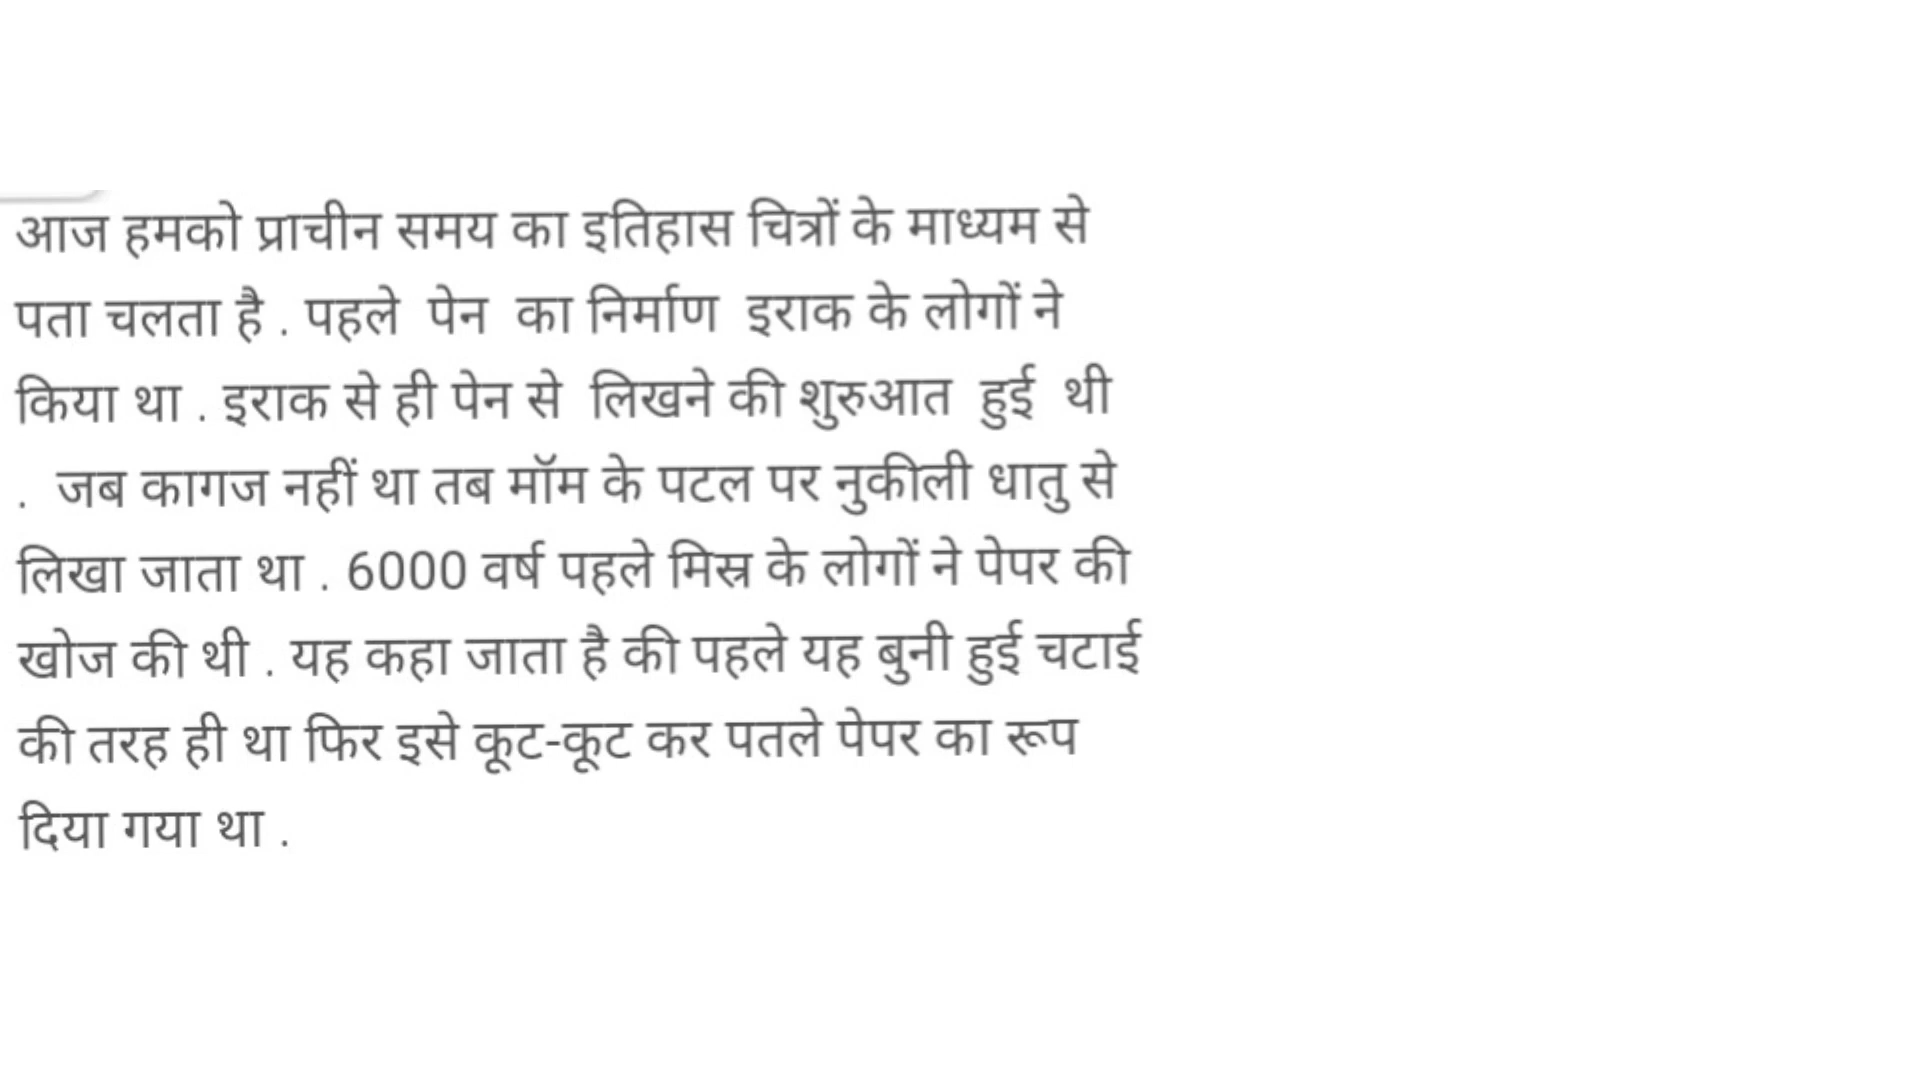 आज हमको प्राचीन समय का इतिहास चित्रों के माध्यम से
पता चलता है . पहले पेन का निर्माण इराक के लोगों ने
किया था . इराक से ही पेन से लिखने की शुरुआत हुई थी
. जब कागज नहीं था तब मॉम के पटल पर नुकीली धातु से
लिखा जाता था . 6000 वर्ष पहले मिस्र के लोगों ने पेपर की
खोज की थी . यह कहा जाता है की पहले यह बुनी हुई चटाई
की तरह ही था फिर इसे कूट-कूट कर पतले पेपर का रूप
दिया गया था .